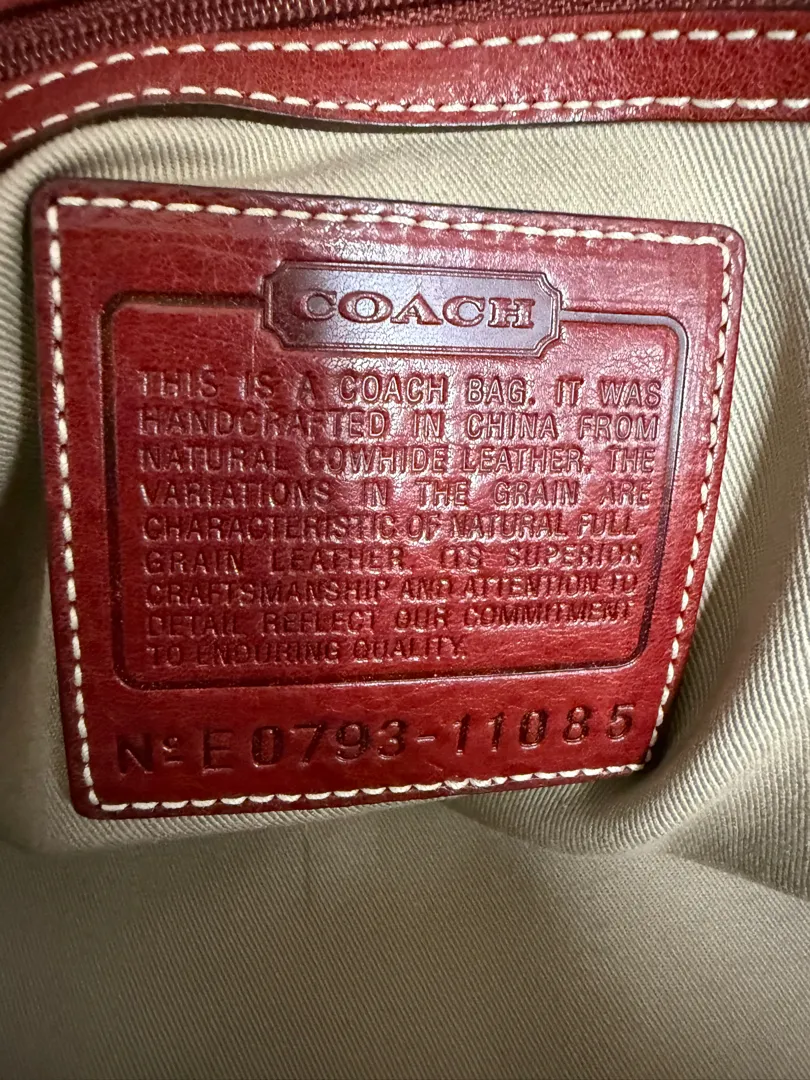 COACH
THIS IS A COACH BAG. IT WAS
HANDCRAFTED IN CHINA FROM
NATURAL COWHIDE LEATHER. THE
VARIATIONS IN THE GRAIN ARE
CHARACTERISTIC OF NATURAL FULL
GRAIN LEATHER. ITS SUPERIOR
CRAFTSMANSHIP AND ATTENTION TO
DETAIL REFLECT OUR COMMITMENT
TO ENDURING QUALITY.
Nº E0793-11085